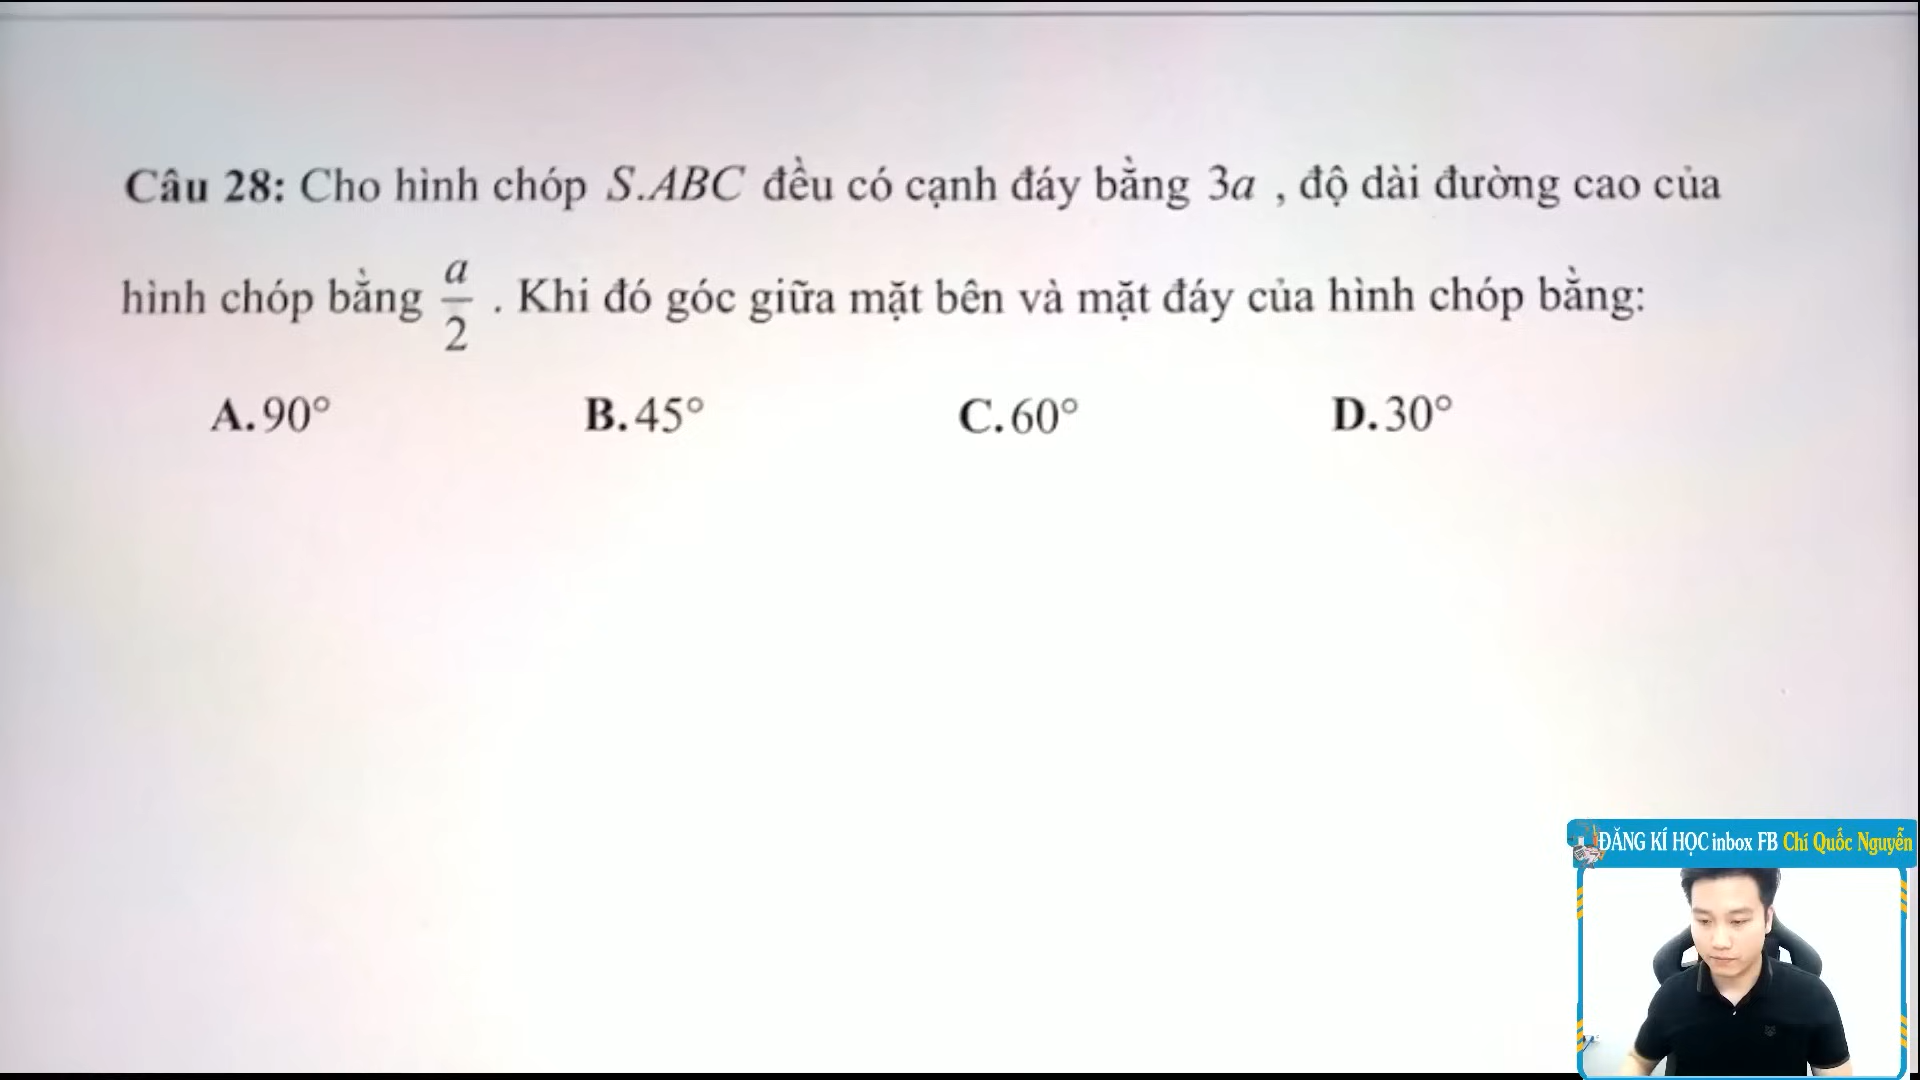 Câu 28: Cho hình chóp S.ABC đều có cạnh đáy bằng 3a , độ dài đường cao của
hình chóp bằng a/2 . Khi đó góc giữa mặt bên và mặt đáy của hình chóp bằng:
A. 90° B. 45° C. 60° D. 30°
ĐĂNG KÍ HỌC inbox FB Chí Quốc Nguyễn